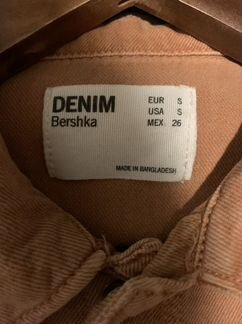 DENIM
Bershka
EUR S
USA S
MEX 26
MADE IN BANGLADESH